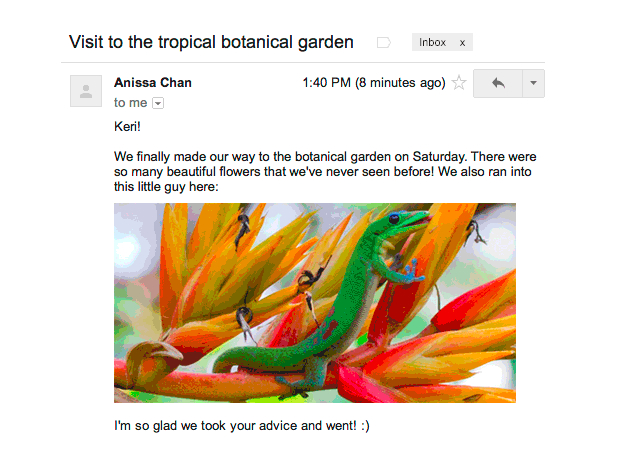 Visit to the tropical botanical garden Inbox x
Anissa Chan 1:40 PM (8 minutes ago)
to me
Keri!
We finally made our way to the botanical garden on Saturday. There were
so many beautiful flowers that we've never seen before! We also ran into
this little guy here:
I'm so glad we took your advice and went! :)